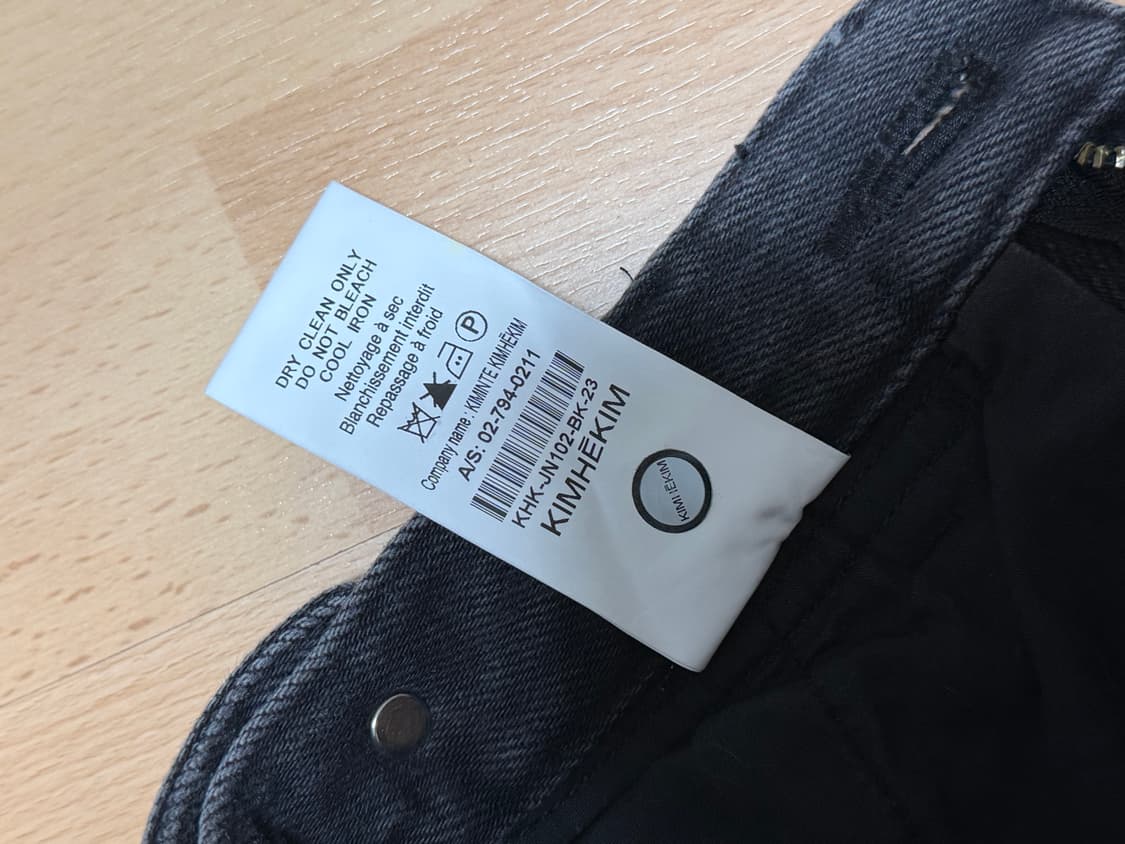 DRY CLEAN ONLY
DO NOT BLEACH
COOL IRON
Nettoyage à sec
Blanchissement interdit
Repassage à froid
P
Company name : KIMINTE KIMHĒKIM
A/S: 02-794-0211
KHK-JN102-BK-23
KIMHĒKIM
KIMHĒKIM